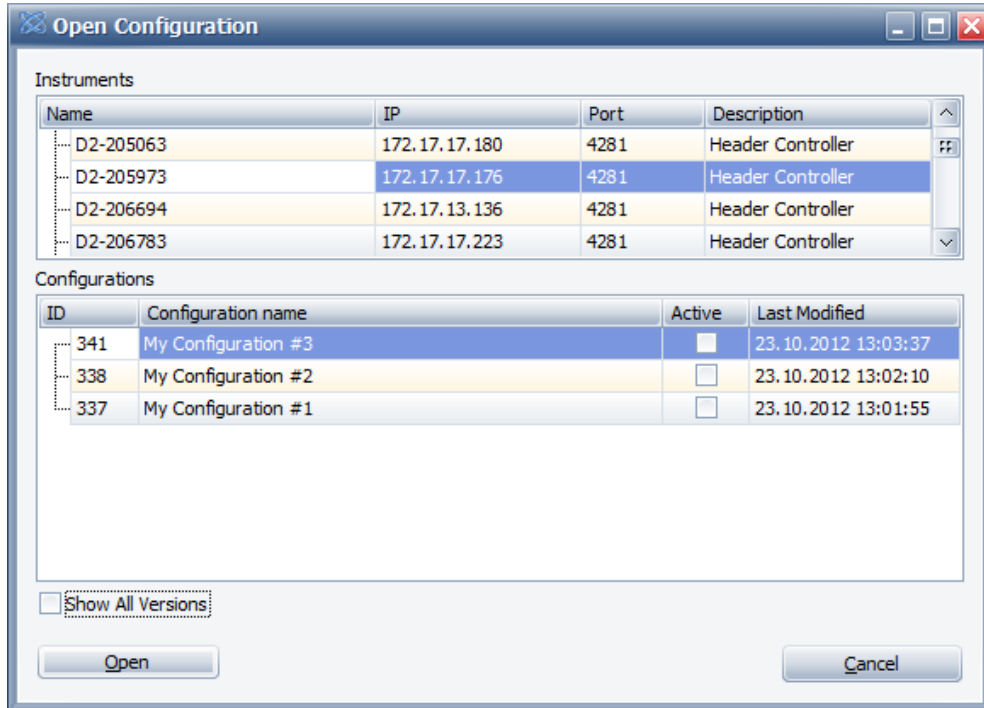 Open Configuration
Instruments
Name IP Port Description
D2-205063 172.17.17.180 4281 Header Controller
D2-205973 172.17.17.176 4281 Header Controller
D2-206694 172.17.13.136 4281 Header Controller
D2-206783 172.17.17.223 4281 Header Controller
Configurations
ID Configuration name Active Last Modified
341 My Configuration #3 23.10.2012 13:03:37
338 My Configuration #2 23.10.2012 13:02:10
337 My Configuration #1 23.10.2012 13:01:55
Show All Versions
Open Cancel